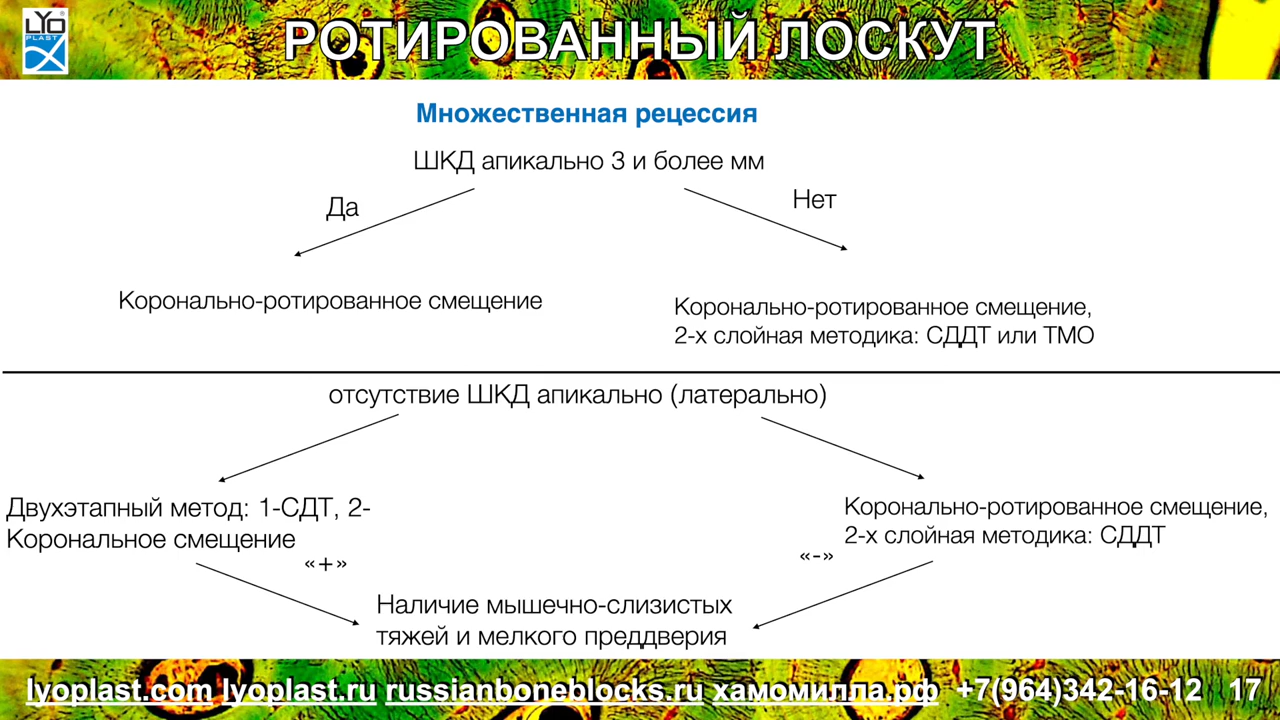 LYO
PLAST
РОТИРОВАННЫЙ ЛОСКУТ
Множественная рецессия
ШКД апикально 3 и более мм
Да
Нет
Коронально-ротированное смещение
Коронально-ротированное смещение,
2-х слойная методика: СДДТ или ТМО
отсутствие ШКД апикально (латерально)
Двухэтапный метод: 1-СДТ, 2-
Корональное смещение
«+»
Коронально-ротированное смещение,
2-х слойная методика: СДДТ
«-»
Наличие мышечно-слизистых
тяжей и мелкого преддверия
lyoplast.com lyoplast.ru russianboneblocks.ru хамомилла.рф +7(964)342-16-12 17